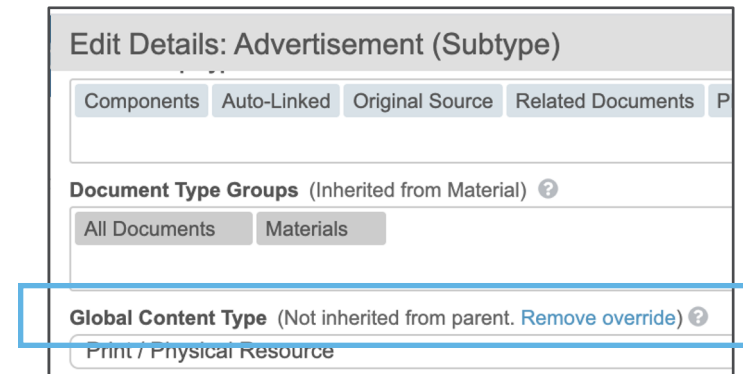 Edit Details: Advertisement (Subtype)
Components Auto-Linked Original Source Related Documents P
Document Type Groups (Inherited from Material) ?
All Documents Materials
Global Content Type (Not inherited from parent. Remove override) ?
Print / Physical Resource